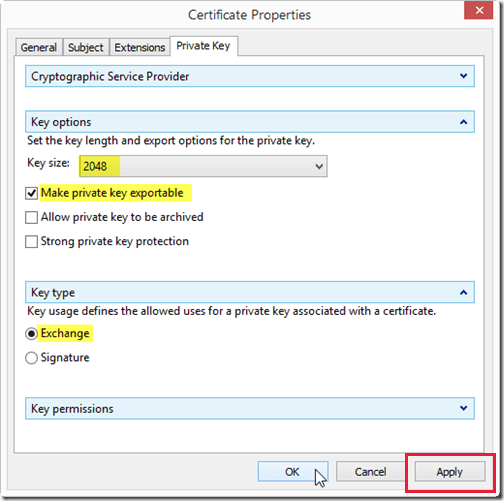 Certificate Properties
General Subject Extensions Private Key
Cryptographic Service Provider
Key options
Set the key length and export options for the private key.
Key size: 2048
Make private key exportable
Allow private key to be archived
Strong private key protection
Key type
Key usage defines the allowed uses for a private key associated with a certificate.
Exchange
Signature
Key permissions
OK Cancel Apply